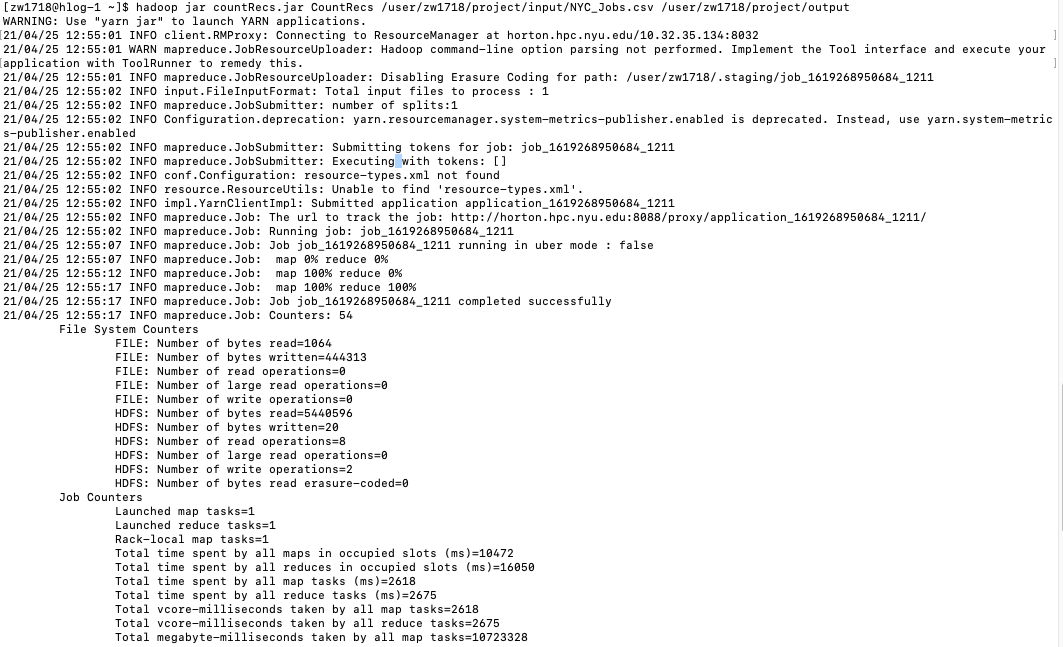 [zw1718@hlog-1 ~]$ hadoop jar countRecs.jar CountRecs /user/zw1718/project/input/NYC_Jobs.csv /user/zw1718/project/output
WARNING: Use "yarn jar" to launch YARN applications.
21/04/25 12:55:01 INFO client.RMProxy: Connecting to ResourceManager at horton.hpc.nyu.edu/10.32.35.134:8032
21/04/25 12:55:01 WARN mapreduce.JobResourceUploader: Hadoop command-line option parsing not performed. Implement the Tool interface and execute your
application with ToolRunner to remedy this.
21/04/25 12:55:01 INFO mapreduce.JobResourceUploader: Disabling Erasure Coding for path: /user/zw1718/.staging/job_1619268950684_1211
21/04/25 12:55:02 INFO input.FileInputFormat: Total input files to process : 1
21/04/25 12:55:02 INFO mapreduce.JobSubmitter: number of splits:1
21/04/25 12:55:02 INFO Configuration.deprecation: yarn.resourcemanager.system-metrics-publisher.enabled is deprecated. Instead, use yarn.system-metric
s-publisher.enabled
21/04/25 12:55:02 INFO mapreduce.JobSubmitter: Submitting tokens for job: job_1619268950684_1211
21/04/25 12:55:02 INFO mapreduce.JobSubmitter: Executing with tokens: []
21/04/25 12:55:02 INFO conf.Configuration: resource-types.xml not found
21/04/25 12:55:02 INFO resource.ResourceUtils: Unable to find 'resource-types.xml'.
21/04/25 12:55:02 INFO impl.YarnClientImpl: Submitted application application_1619268950684_1211
21/04/25 12:55:02 INFO mapreduce.Job: The url to track the job: http://horton.hpc.nyu.edu:8088/proxy/application_1619268950684_1211/
21/04/25 12:55:02 INFO mapreduce.Job: Running job: job_1619268950684_1211
21/04/25 12:55:07 INFO mapreduce.Job: Job job_1619268950684_1211 running in uber mode : false
21/04/25 12:55:07 INFO mapreduce.Job:  map 0% reduce 0%
21/04/25 12:55:12 INFO mapreduce.Job:  map 100% reduce 0%
21/04/25 12:55:17 INFO mapreduce.Job:  map 100% reduce 100%
21/04/25 12:55:17 INFO mapreduce.Job: Job job_1619268950684_1211 completed successfully
21/04/25 12:55:17 INFO mapreduce.Job: Counters: 54
File System Counters
FILE: Number of bytes read=1064
FILE: Number of bytes written=444313
FILE: Number of read operations=0
FILE: Number of large read operations=0
FILE: Number of write operations=0
HDFS: Number of bytes read=5440596
HDFS: Number of bytes written=20
HDFS: Number of read operations=8
HDFS: Number of large read operations=0
HDFS: Number of write operations=2
HDFS: Number of bytes read erasure-coded=0
Job Counters
Launched map tasks=1
Launched reduce tasks=1
Rack-local map tasks=1
Total time spent by all maps in occupied slots (ms)=10472
Total time spent by all reduces in occupied slots (ms)=16050
Total time spent by all map tasks (ms)=2618
Total time spent by all reduce tasks (ms)=2675
Total vcore-milliseconds taken by all map tasks=2618
Total vcore-milliseconds taken by all reduce tasks=2675
Total megabyte-milliseconds taken by all map tasks=10723328